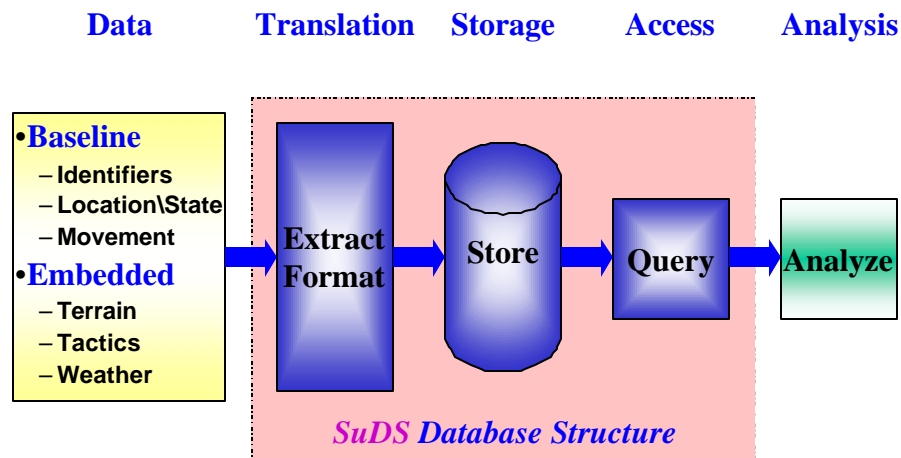 Data Translation Storage Access Analysis
•Baseline
– Identifiers
– Location\State
– Movement
•Embedded
– Terrain
– Tactics
– Weather
Extract
Format
Store
Query
Analyze
SuDS Database Structure